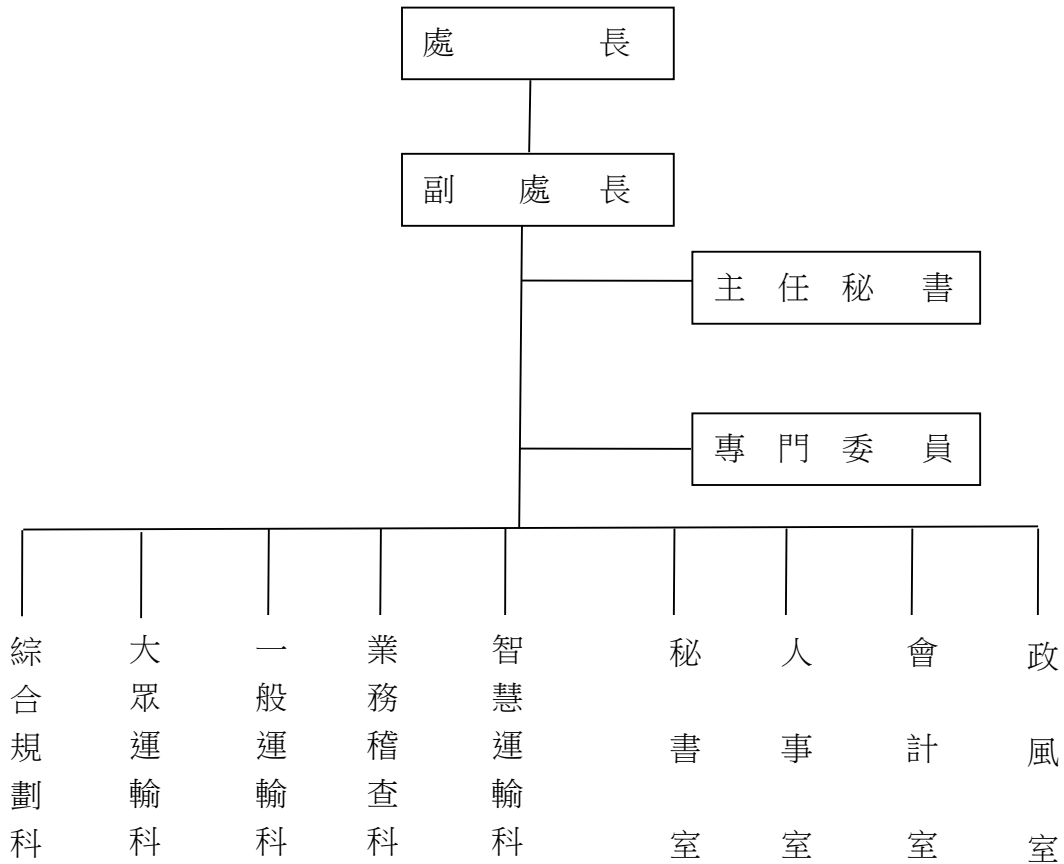 處長
副處長
主任秘書
專門委員
綜合規劃科
大眾運輸科
一般運輸科
業務稽查科
智慧運輸科
秘書室
人事室
會計室
政風室